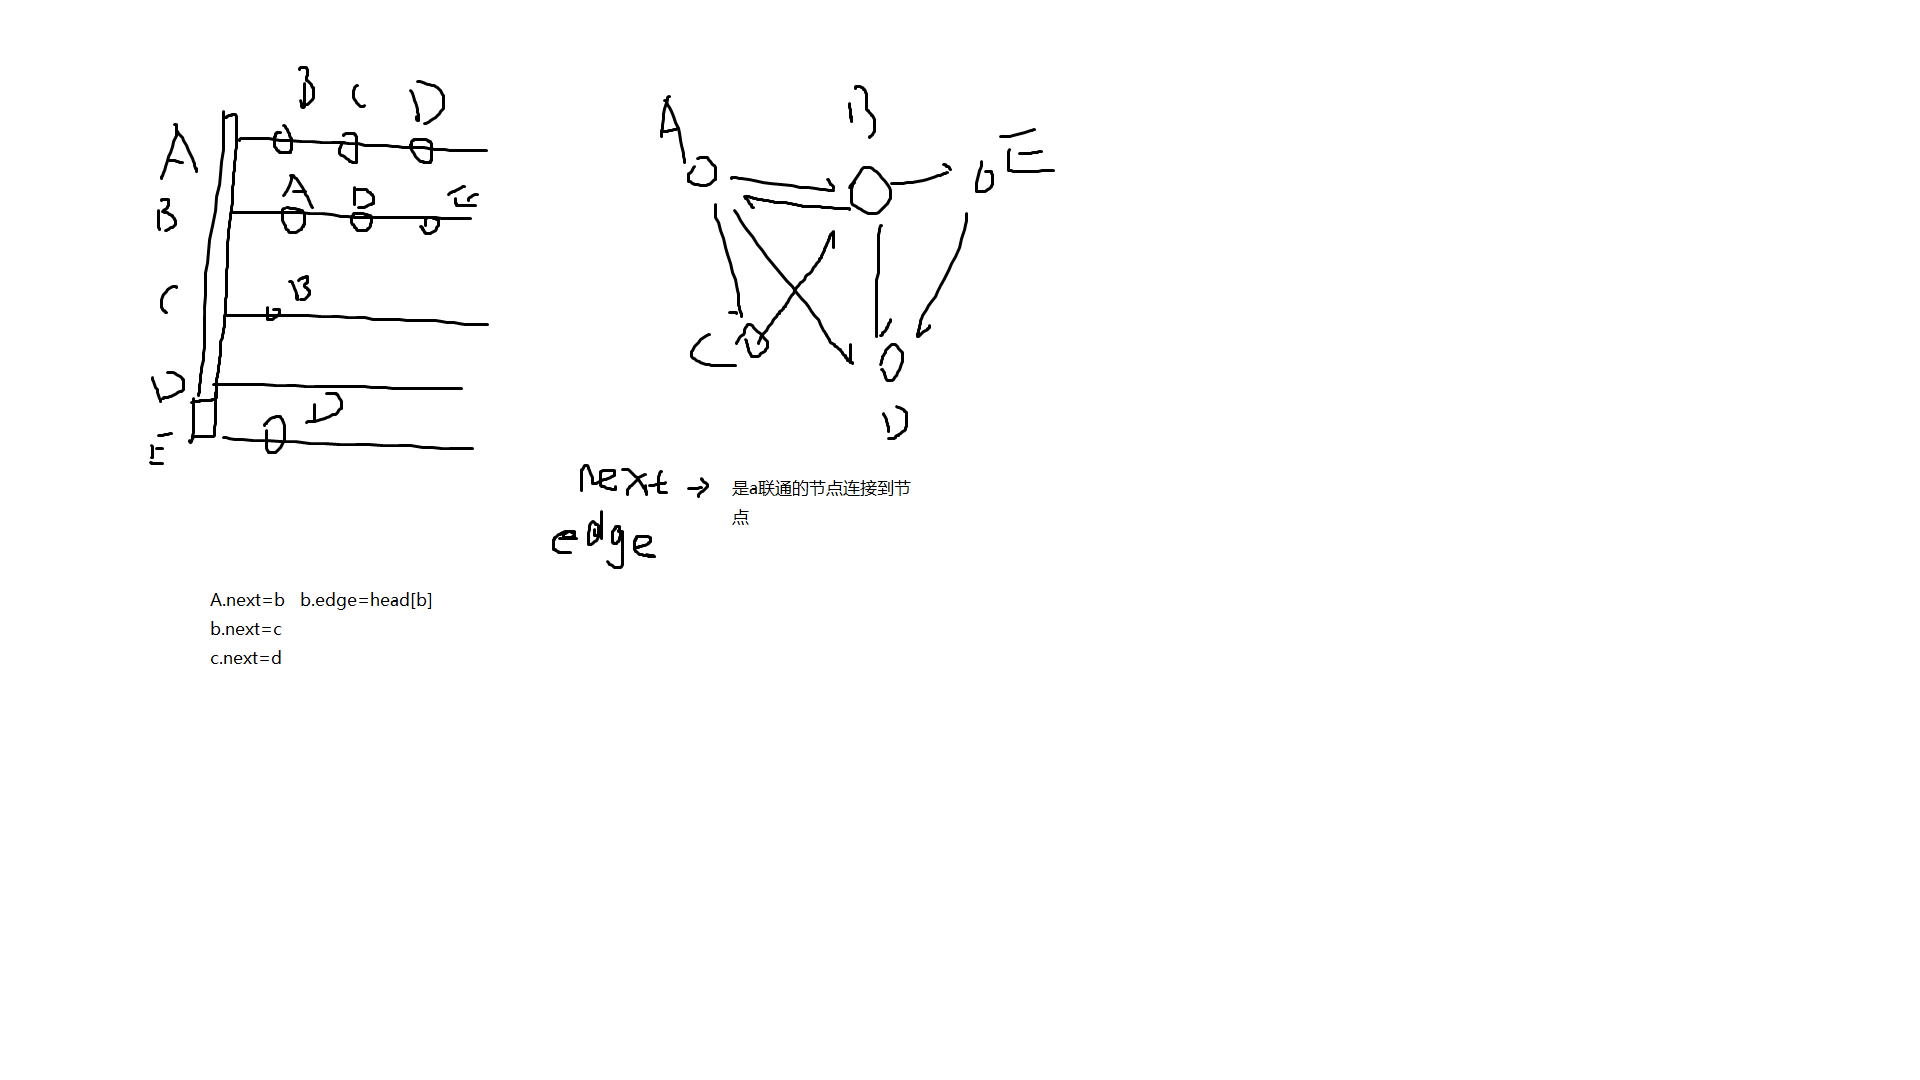 B C D
A
A D E
B
B
C
D
D
E
A B E
C
D
next → 是a联通的节点连接到节
点
edge
A.next=b b.edge=head[b]
b.next=c
c.next=d